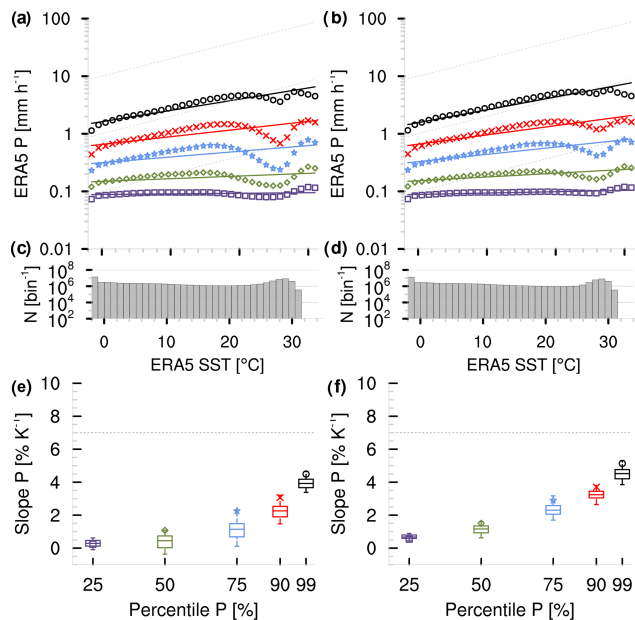 (a) (b)
100 100
10 10
1 1
0.1 0.1
0.01 0.01
ERA5 P [mm h⁻¹] ERA5 P [mm h⁻¹]
(c) (d)
10⁸ 10⁸
10⁶ 10⁶
10⁴ 10⁴
10² 10²
N [bin⁻¹] N [bin⁻¹]
0 10 20 30 0 10 20 30
ERA5 SST [°C] ERA5 SST [°C]
(e) (f)
10 10
8 8
6 6
4 4
2 2
0 0
Slope P [% K⁻¹] Slope P [% K⁻¹]
25 50 75 90 99 25 50 75 90 99
Percentile P [%] Percentile P [%]